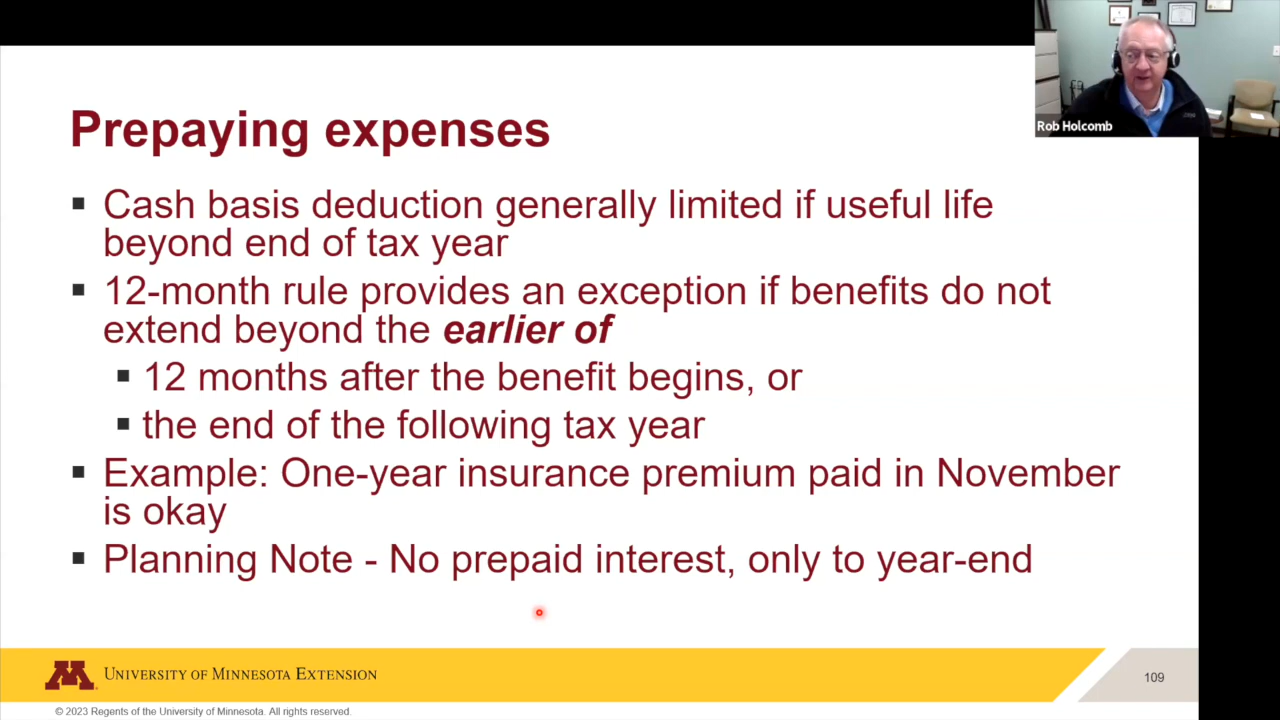 Rob Holcomb
Prepaying expenses
▪ Cash basis deduction generally limited if useful life
beyond end of tax year
▪ 12-month rule provides an exception if benefits do not
extend beyond the earlier of
▪ 12 months after the benefit begins, or
▪ the end of the following tax year
▪ Example: One-year insurance premium paid in November
is okay
▪ Planning Note - No prepaid interest, only to year-end
M UNIVERSITY OF MINNESOTA EXTENSION
109
© 2023 Regents of the University of Minnesota. All rights reserved.